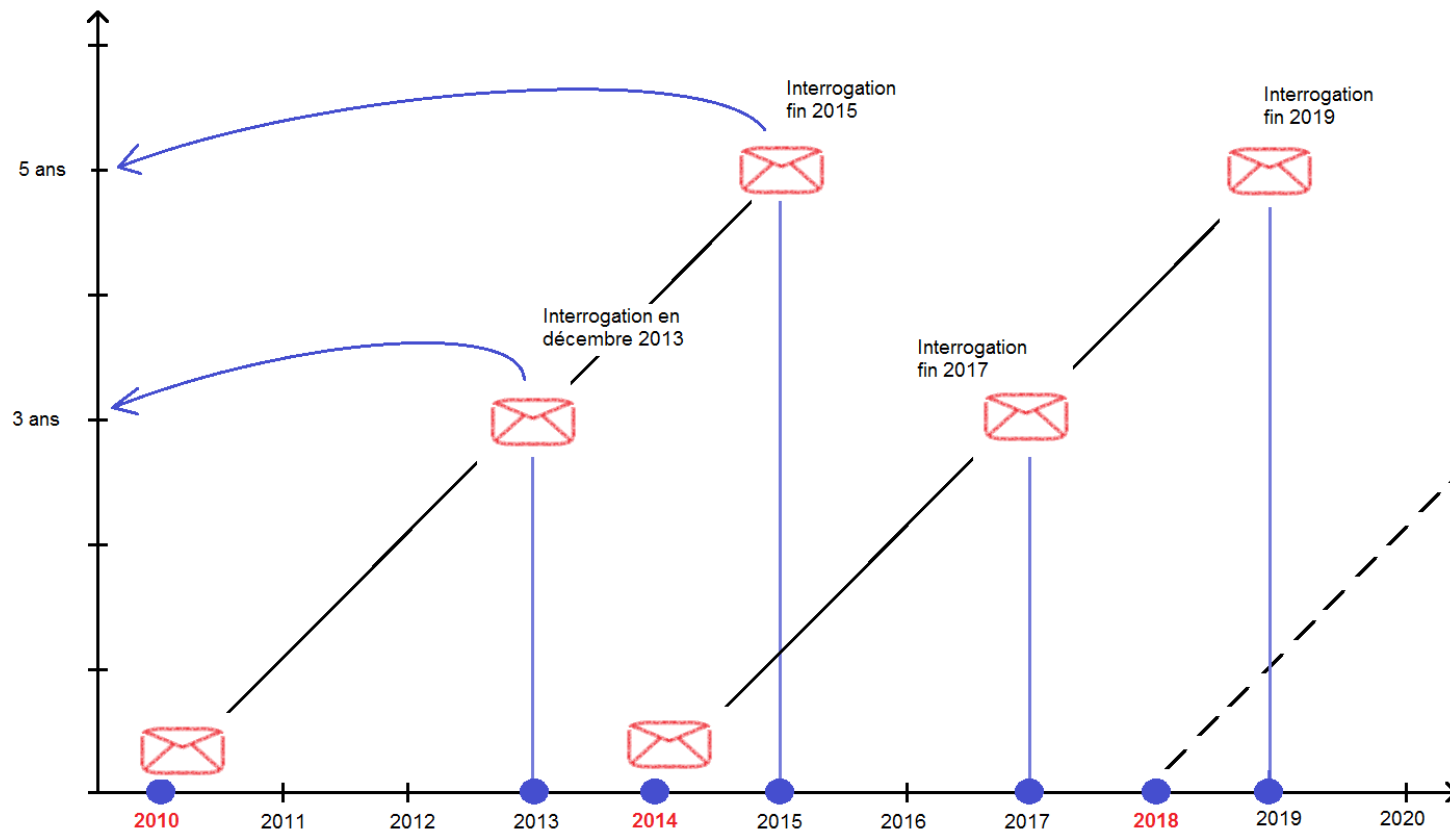 Interrogation
fin 2015
Interrogation
fin 2019
5 ans
Interrogation en
décembre 2013
Interrogation
fin 2017
3 ans
2010
2011
2012
2013
2014
2015
2016
2017
2018
2019
2020